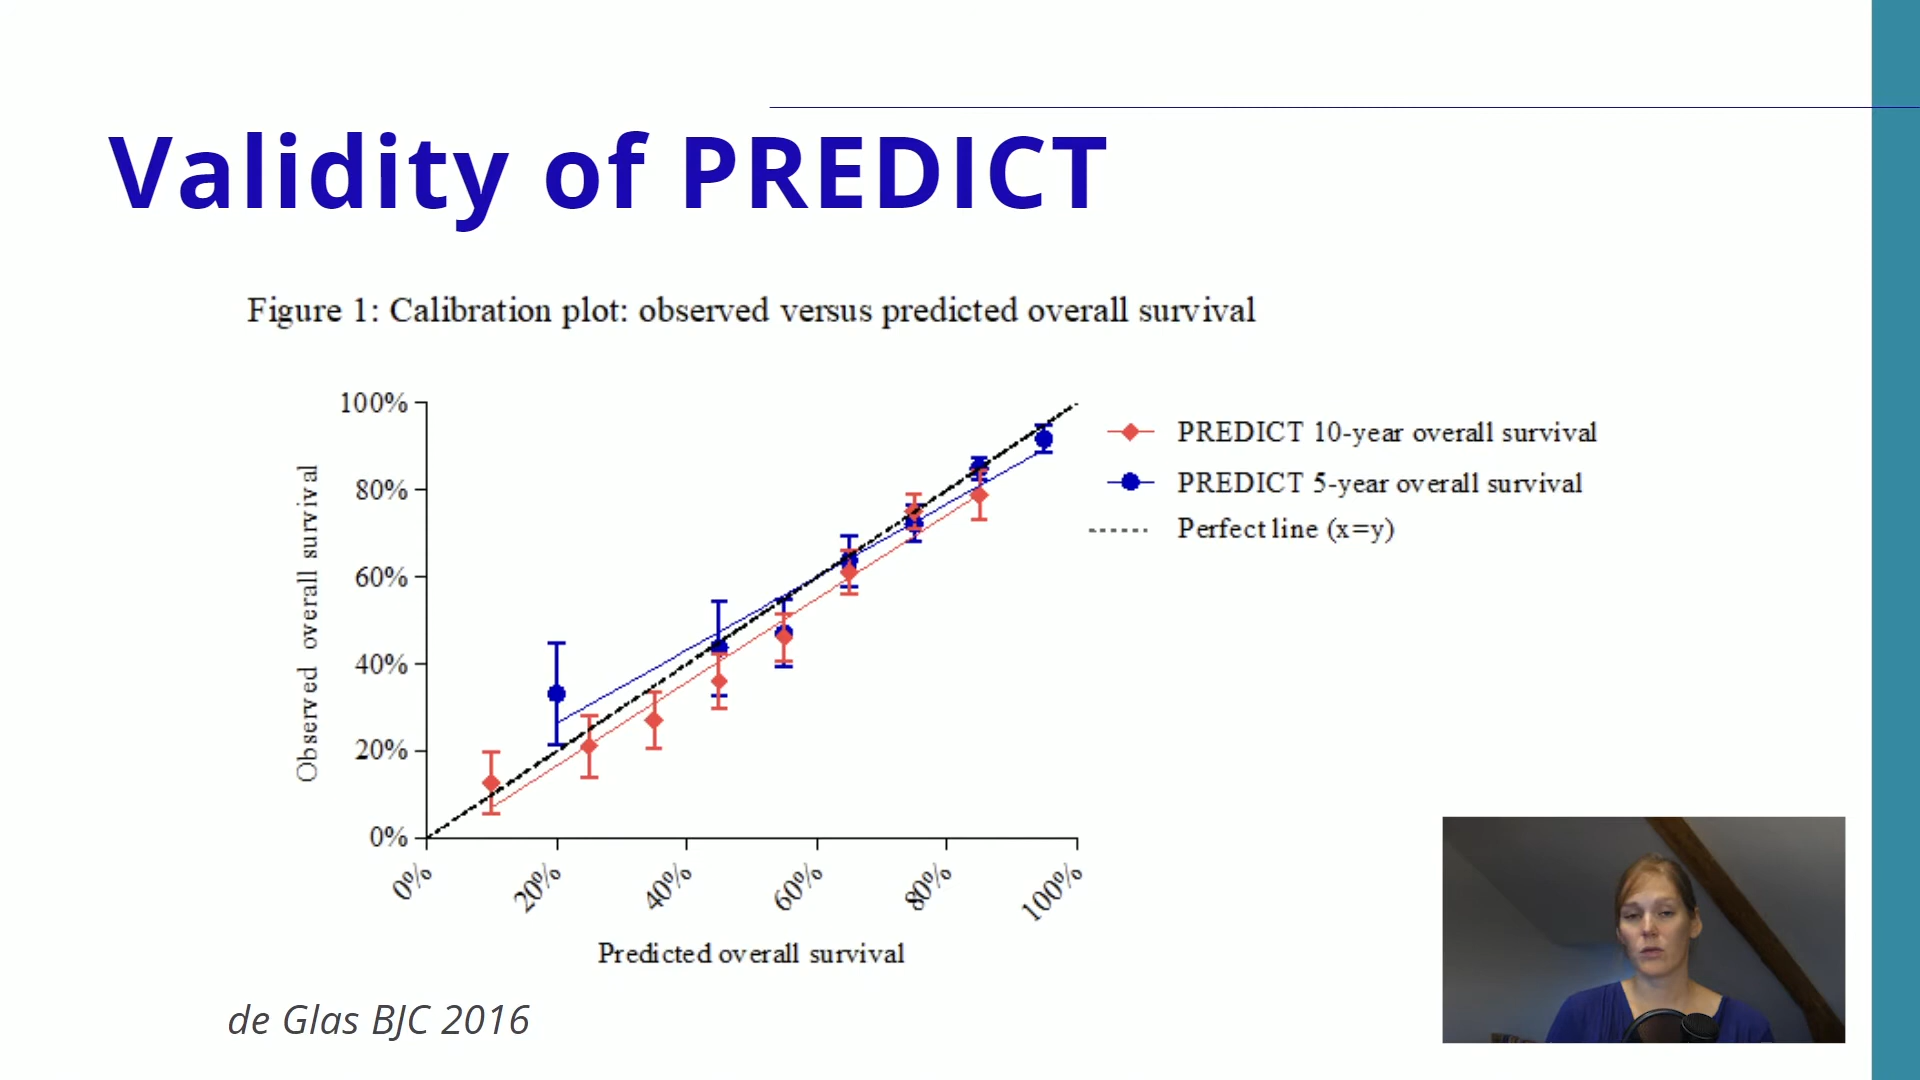 Validity of PREDICT
Figure 1: Calibration plot: observed versus predicted overall survival
100%
80%
60%
40%
20%
0%
Observed overall survival
0%
20%
40%
60%
80%
100%
Predicted overall survival
PREDICT 10-year overall survival
PREDICT 5-year overall survival
Perfect line (x=y)
de Glas BJC 2016